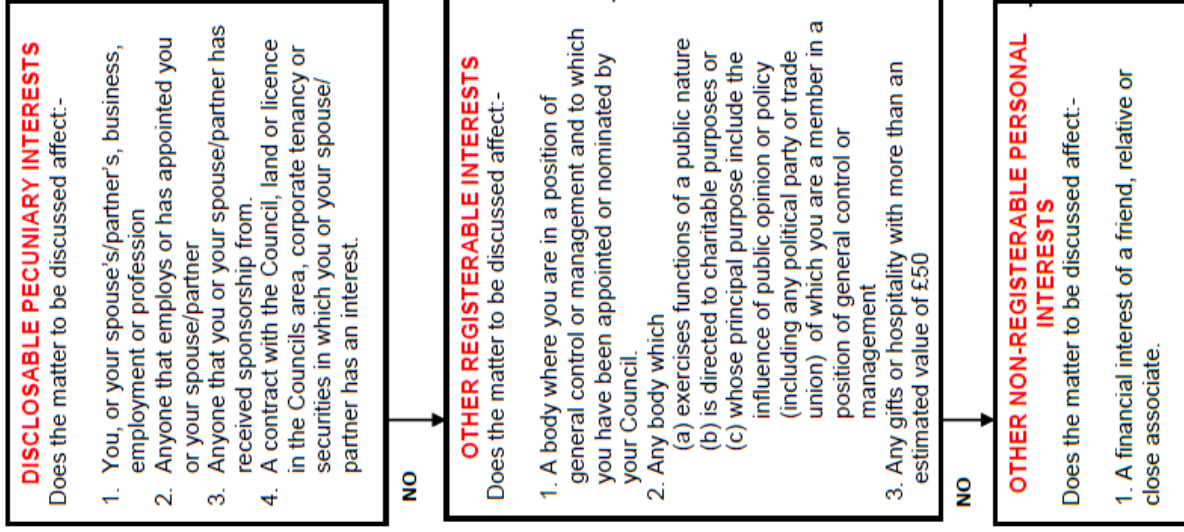 DISCLOSABLE PECUNIARY INTERESTS
Does the matter to be discussed affect:-
1. You, or your spouse's/partner's, business,
employment or profession
2. Anyone that employs or has appointed you
or your spouse/partner
3. Anyone that you or your spouse/partner has
received sponsorship from.
4. A contract with the Council, land or licence
in the Councils area, corporate tenancy or
securities in which you or your spouse/
partner has an interest.
NO
OTHER REGISTERABLE INTERESTS
Does the matter to be discussed affect:-
1. A body where you are in a position of
general control or management and to which
you have been appointed or nominated by
your Council.
2. Any body which
(a) exercises functions of a public nature
(b) is directed to charitable purposes or
(c) whose principal purpose include the
influence of public opinion or policy
(including any political party or trade
union) of which you are a member in a
position of general control or
management
3. Any gifts or hospitality with more than an
estimated value of £50
NO
OTHER NON-REGISTERABLE PERSONAL
INTERESTS
Does the matter to be discussed affect:-
1. A financial interest of a friend, relative or
close associate.